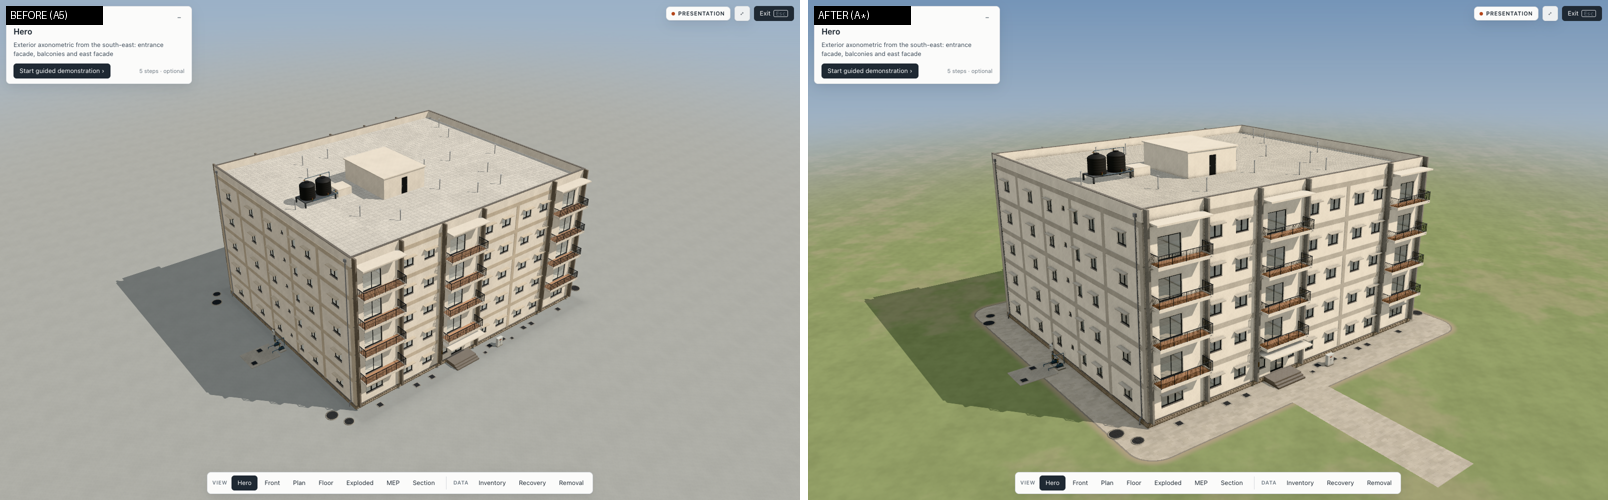 BEFORE (A5)
–
PRESENTATION
Exit Esc
Hero
Exterior axonometric from the south-east: entrance
facade, balconies and east facade
Start guided demonstration ›
5 steps · optional
VIEW Hero Front Plan Floor Exploded MEP Section DATA Inventory Recovery Removal
AFTER (A★)
–
PRESENTATION
Exit Esc
Hero
Exterior axonometric from the south-east: entrance
facade, balconies and east facade
Start guided demonstration ›
5 steps · optional
VIEW Hero Front Plan Floor Exploded MEP Section DATA Inventory Recovery Removal